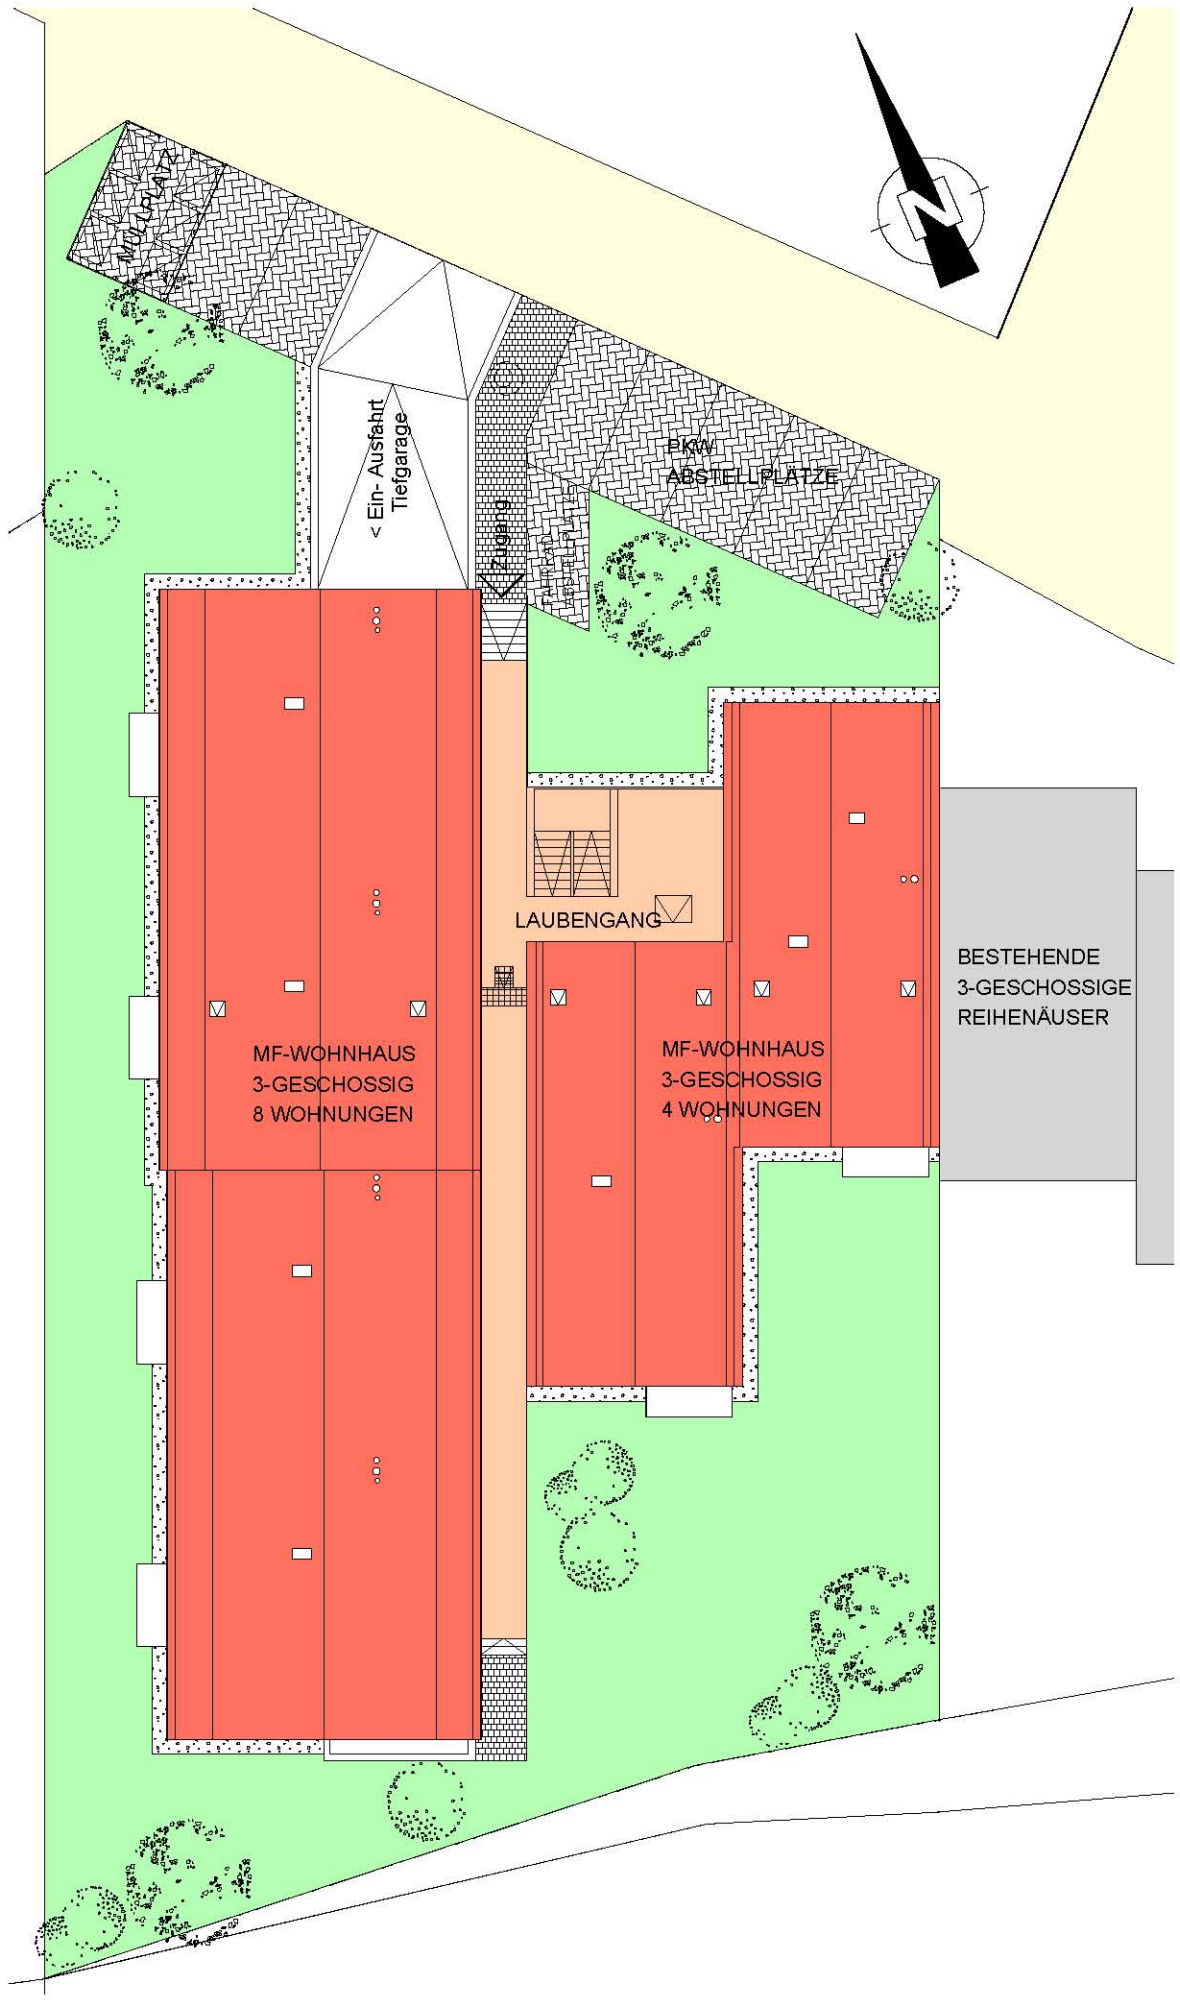 MÜLLPLATZ
N
< Ein- Ausfahrt
Tiefgarage
Zugang
PKW
ABSTELLPLÄTZE
LAUBENGANG
MF-WOHNHAUS
3-GESCHOSSIG
8 WOHNUNGEN
MF-WOHNHAUS
3-GESCHOSSIG
4 WOHNUNGEN
BESTEHENDE
3-GESCHOSSIGE
REIHENÄUSER